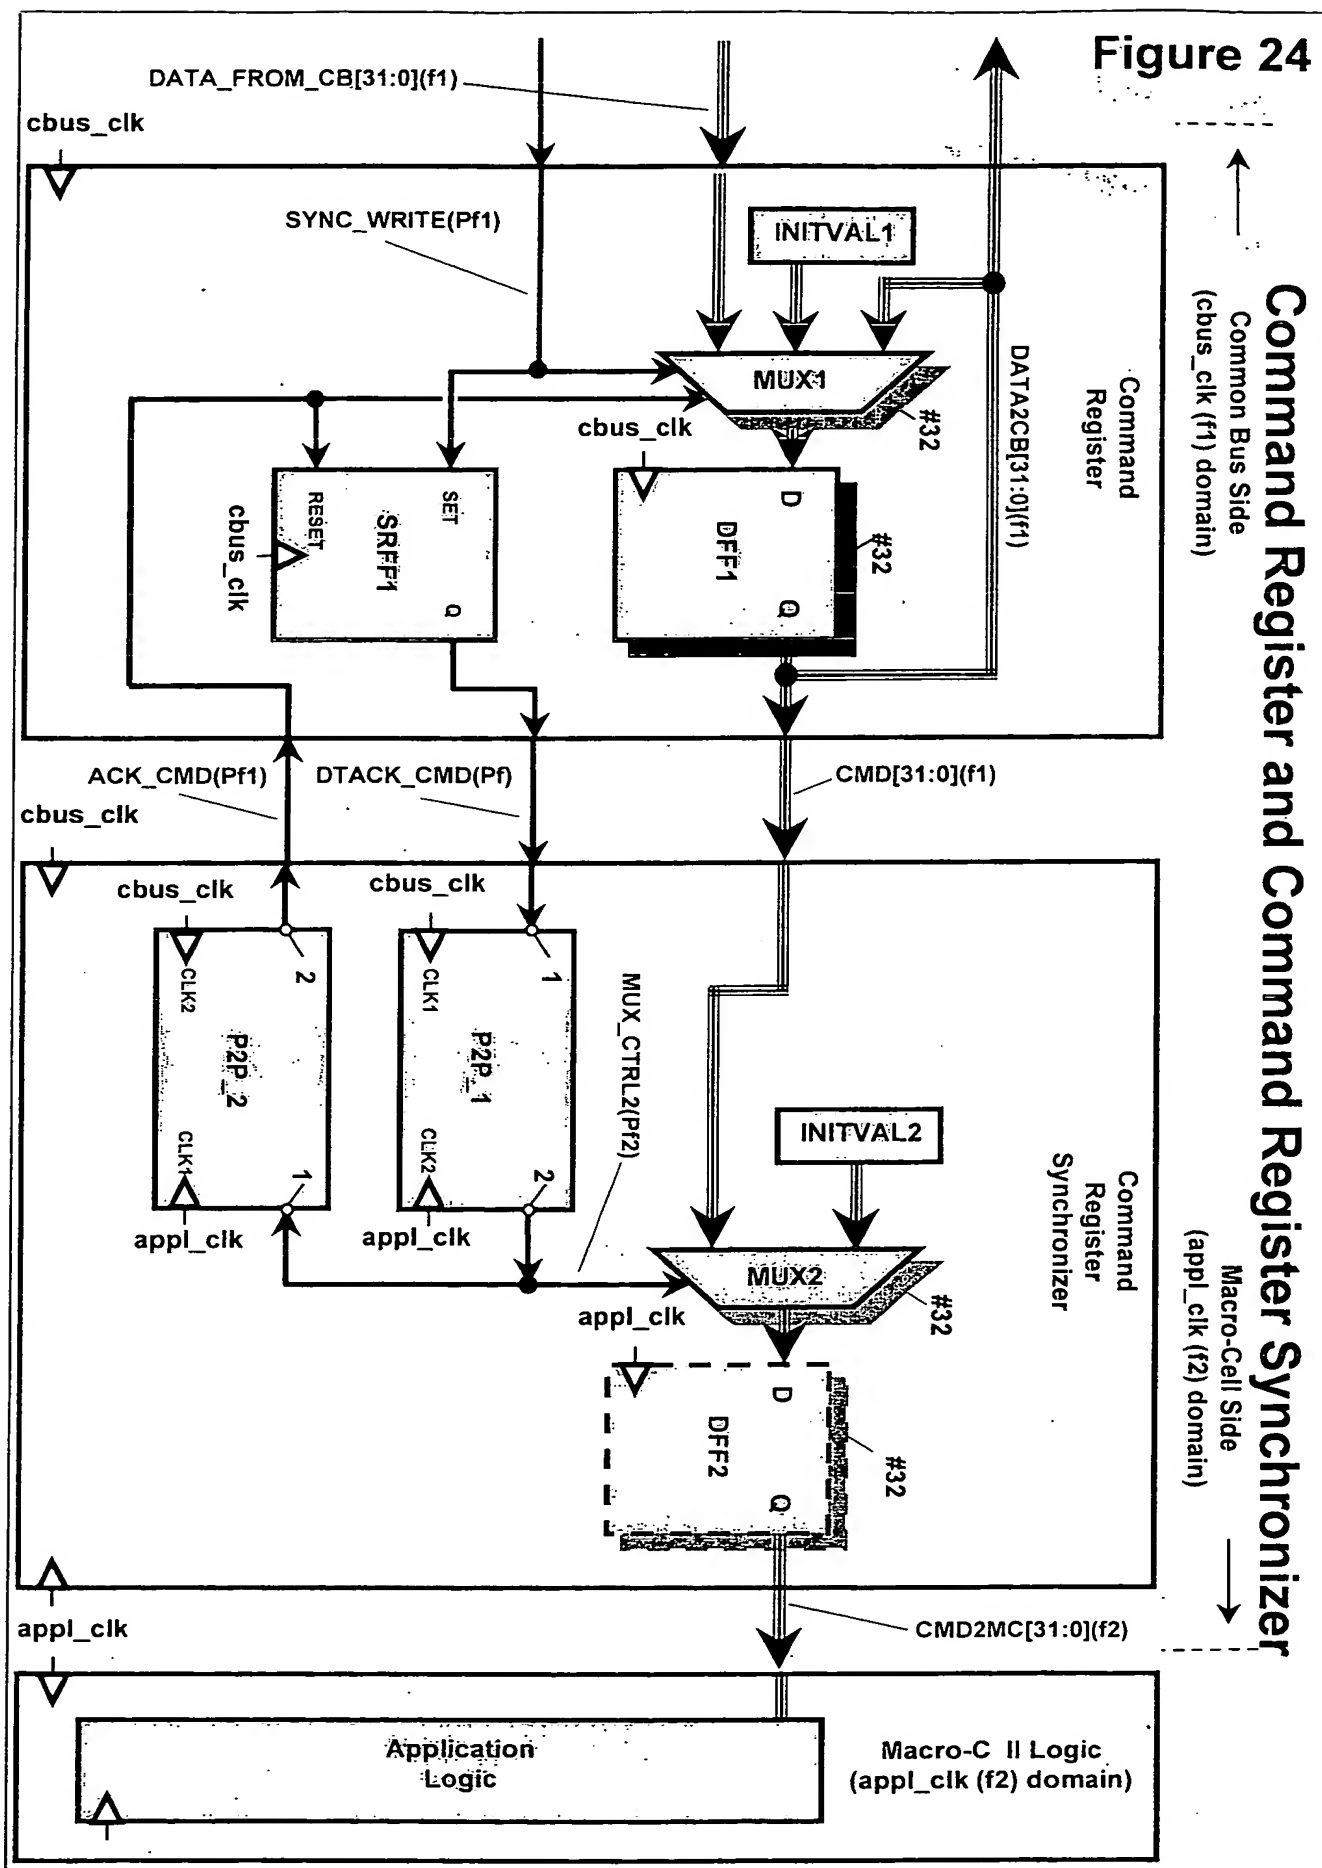 Figure 24
Command Register and Command Register Synchronizer
Common Bus Side
(cbus_clk (f1) domain)
Macro-Cell Side
(appl_clk (f2) domain)
DATA_FROM_CB[31:0](f1)
cbus_clk
SYNC_WRITE(Pf1)
INITVAL1
DATA2CB[31:0](f1)
Command
Register
MUX1
#32
cbus_clk
RESET
SET
SRFF1
Q
cbus_clk
D
DFF1
Q
#32
ACK_CMD(Pf1)
DTACK_CMD(Pf)
CMD[31:0](f1)
cbus_clk
cbus_clk
cbus_clk
2
CLK2
P2P_2
CLK1
1
appl_clk
1
CLK1
P2P_1
CLK2
2
appl_clk
MUX_CTRL2(Pf2)
INITVAL2
Command
Register
Synchronizer
MUX2
#32
appl_clk
D
DFF2
Q
#32
appl_clk
CMD2MC[31:0](f2)
Application
Logic
Macro-C ll Logic
(appl_clk (f2) domain)